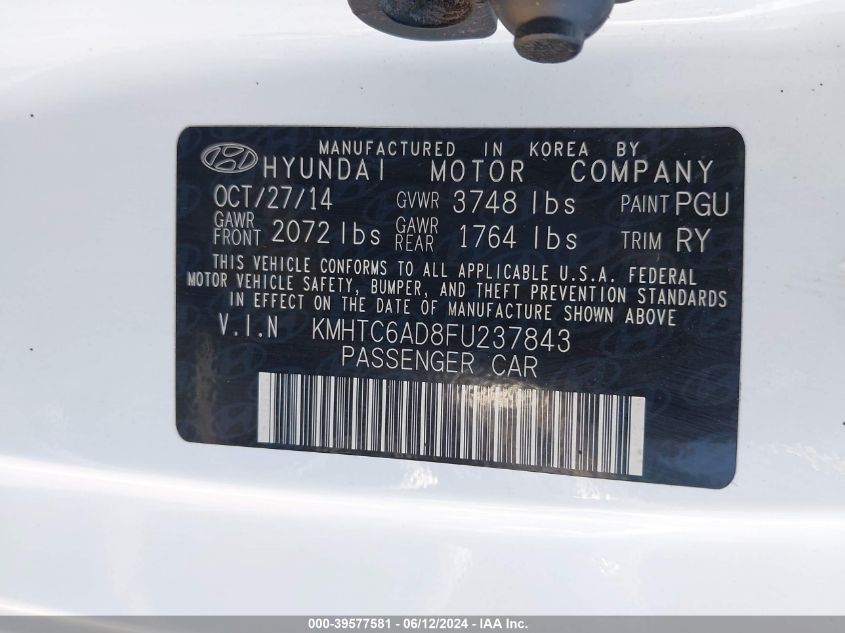 MANUFACTURED IN KOREA BY
HYUNDAI MOTOR COMPANY
OCT/27/14 GVWR 3748 lbs PAINT PGU
GAWR FRONT 2072 lbs GAWR REAR 1764 lbs TRIM RY
THIS VEHICLE CONFORMS TO ALL APPLICABLE U.S.A. FEDERAL
MOTOR VEHICLE SAFETY, BUMPER, AND THEFT PREVENTION STANDARDS
IN EFFECT ON THE DATE OF MANUFACTURE SHOWN ABOVE
V.I.N KMHTC6AD8FU237843
PASSENGER CAR
000-39577581 - 06/12/2024 - IAA Inc.